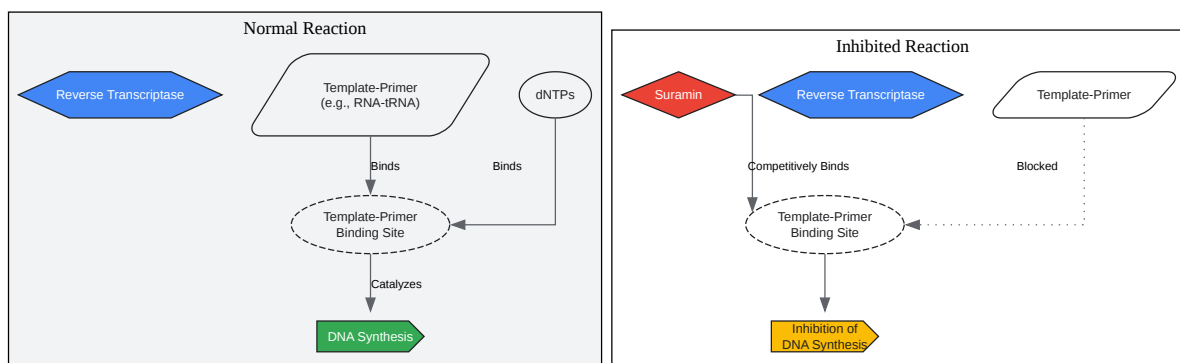 Normal Reaction
Reverse Transcriptase
Template-Primer
(e.g., RNA-tRNA)
dNTPs
Binds
Binds
Template-Primer
Binding Site
Catalyzes
DNA Synthesis
Inhibited Reaction
Suramin
Reverse Transcriptase
Template-Primer
Competitively Binds
Blocked
Template-Primer
Binding Site
Inhibition of
DNA Synthesis